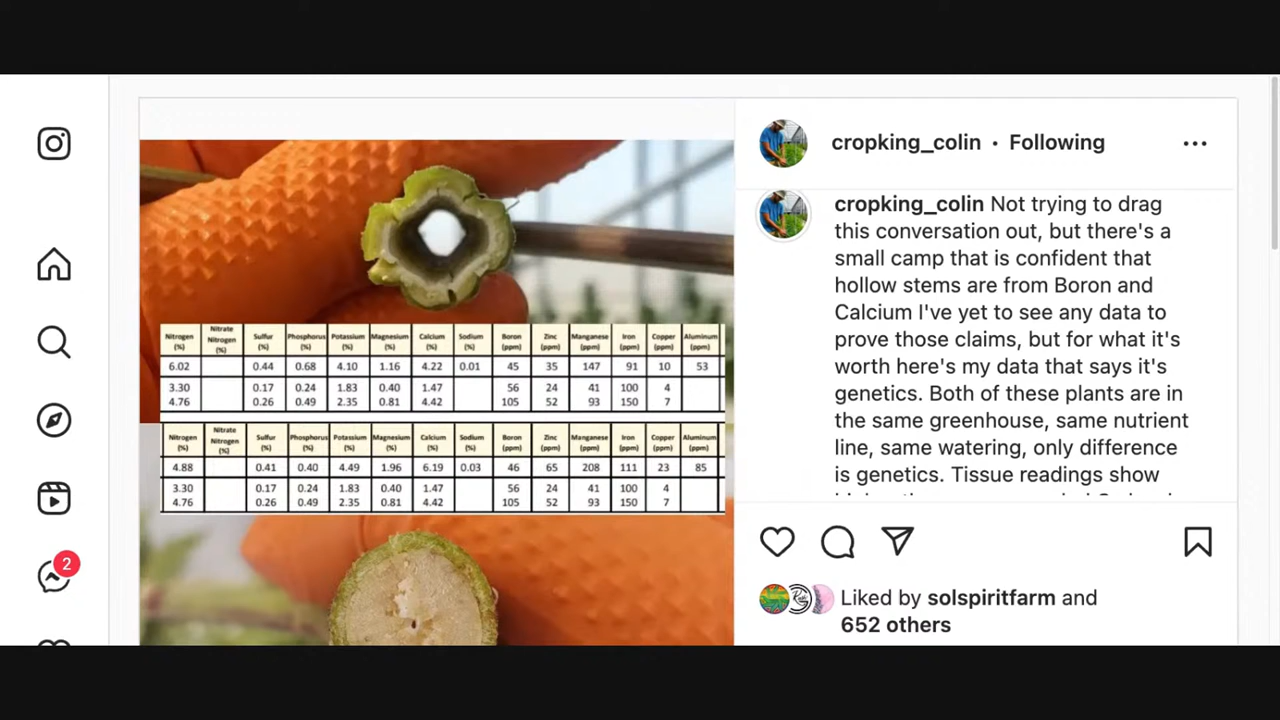 cropking_colin • Following
cropking_colin Not trying to drag
this conversation out, but there's a
small camp that is confident that
hollow stems are from Boron and
Calcium I've yet to see any data to
prove those claims, but for what it's
worth here's my data that says it's
genetics. Both of these plants are in
the same greenhouse, same nutrient
line, same watering, only difference
is genetics. Tissue readings show
Nitrogen (%) Nitrate Nitrogen (%) Sulfur (%) Phosphorus (%) Potassium (%) Magnesium (%) Calcium (%) Sodium (%) Boron (ppm) Zinc (ppm) Manganese (ppm) Iron (ppm) Copper (ppm) Aluminum (ppm)
6.02 0.44 0.68 4.10 1.16 4.22 0.01 45 35 147 91 10 53
3.30 0.17 0.24 1.83 0.40 1.47 56 24 41 100 4
4.76 0.26 0.49 2.35 0.81 4.42 105 52 93 150 7
Nitrogen (%) Nitrate Nitrogen (%) Sulfur (%) Phosphorus (%) Potassium (%) Magnesium (%) Calcium (%) Sodium (%) Boron (ppm) Zinc (ppm) Manganese (ppm) Iron (ppm) Copper (ppm) Aluminum (ppm)
4.88 0.41 0.40 4.49 1.96 6.19 0.03 46 65 208 111 23 85
3.30 0.17 0.24 1.83 0.40 1.47 56 24 41 100 4
4.76 0.26 0.49 2.35 0.81 4.42 105 52 93 150 7
2
Liked by solspiritfarm and
652 others